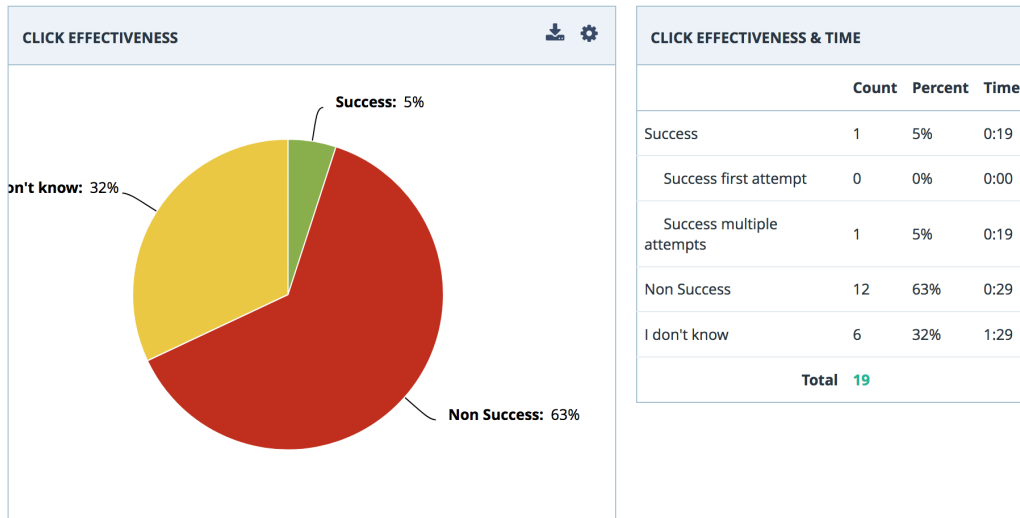 CLICK EFFECTIVENESS
Success: 5%
on't know: 32%
Non Success: 63%
CLICK EFFECTIVENESS & TIME
Count Percent Time
Success 1 5% 0:19
Success first attempt 0 0% 0:00
Success multiple
attempts 1 5% 0:19
Non Success 12 63% 0:29
I don't know 6 32% 1:29
Total 19